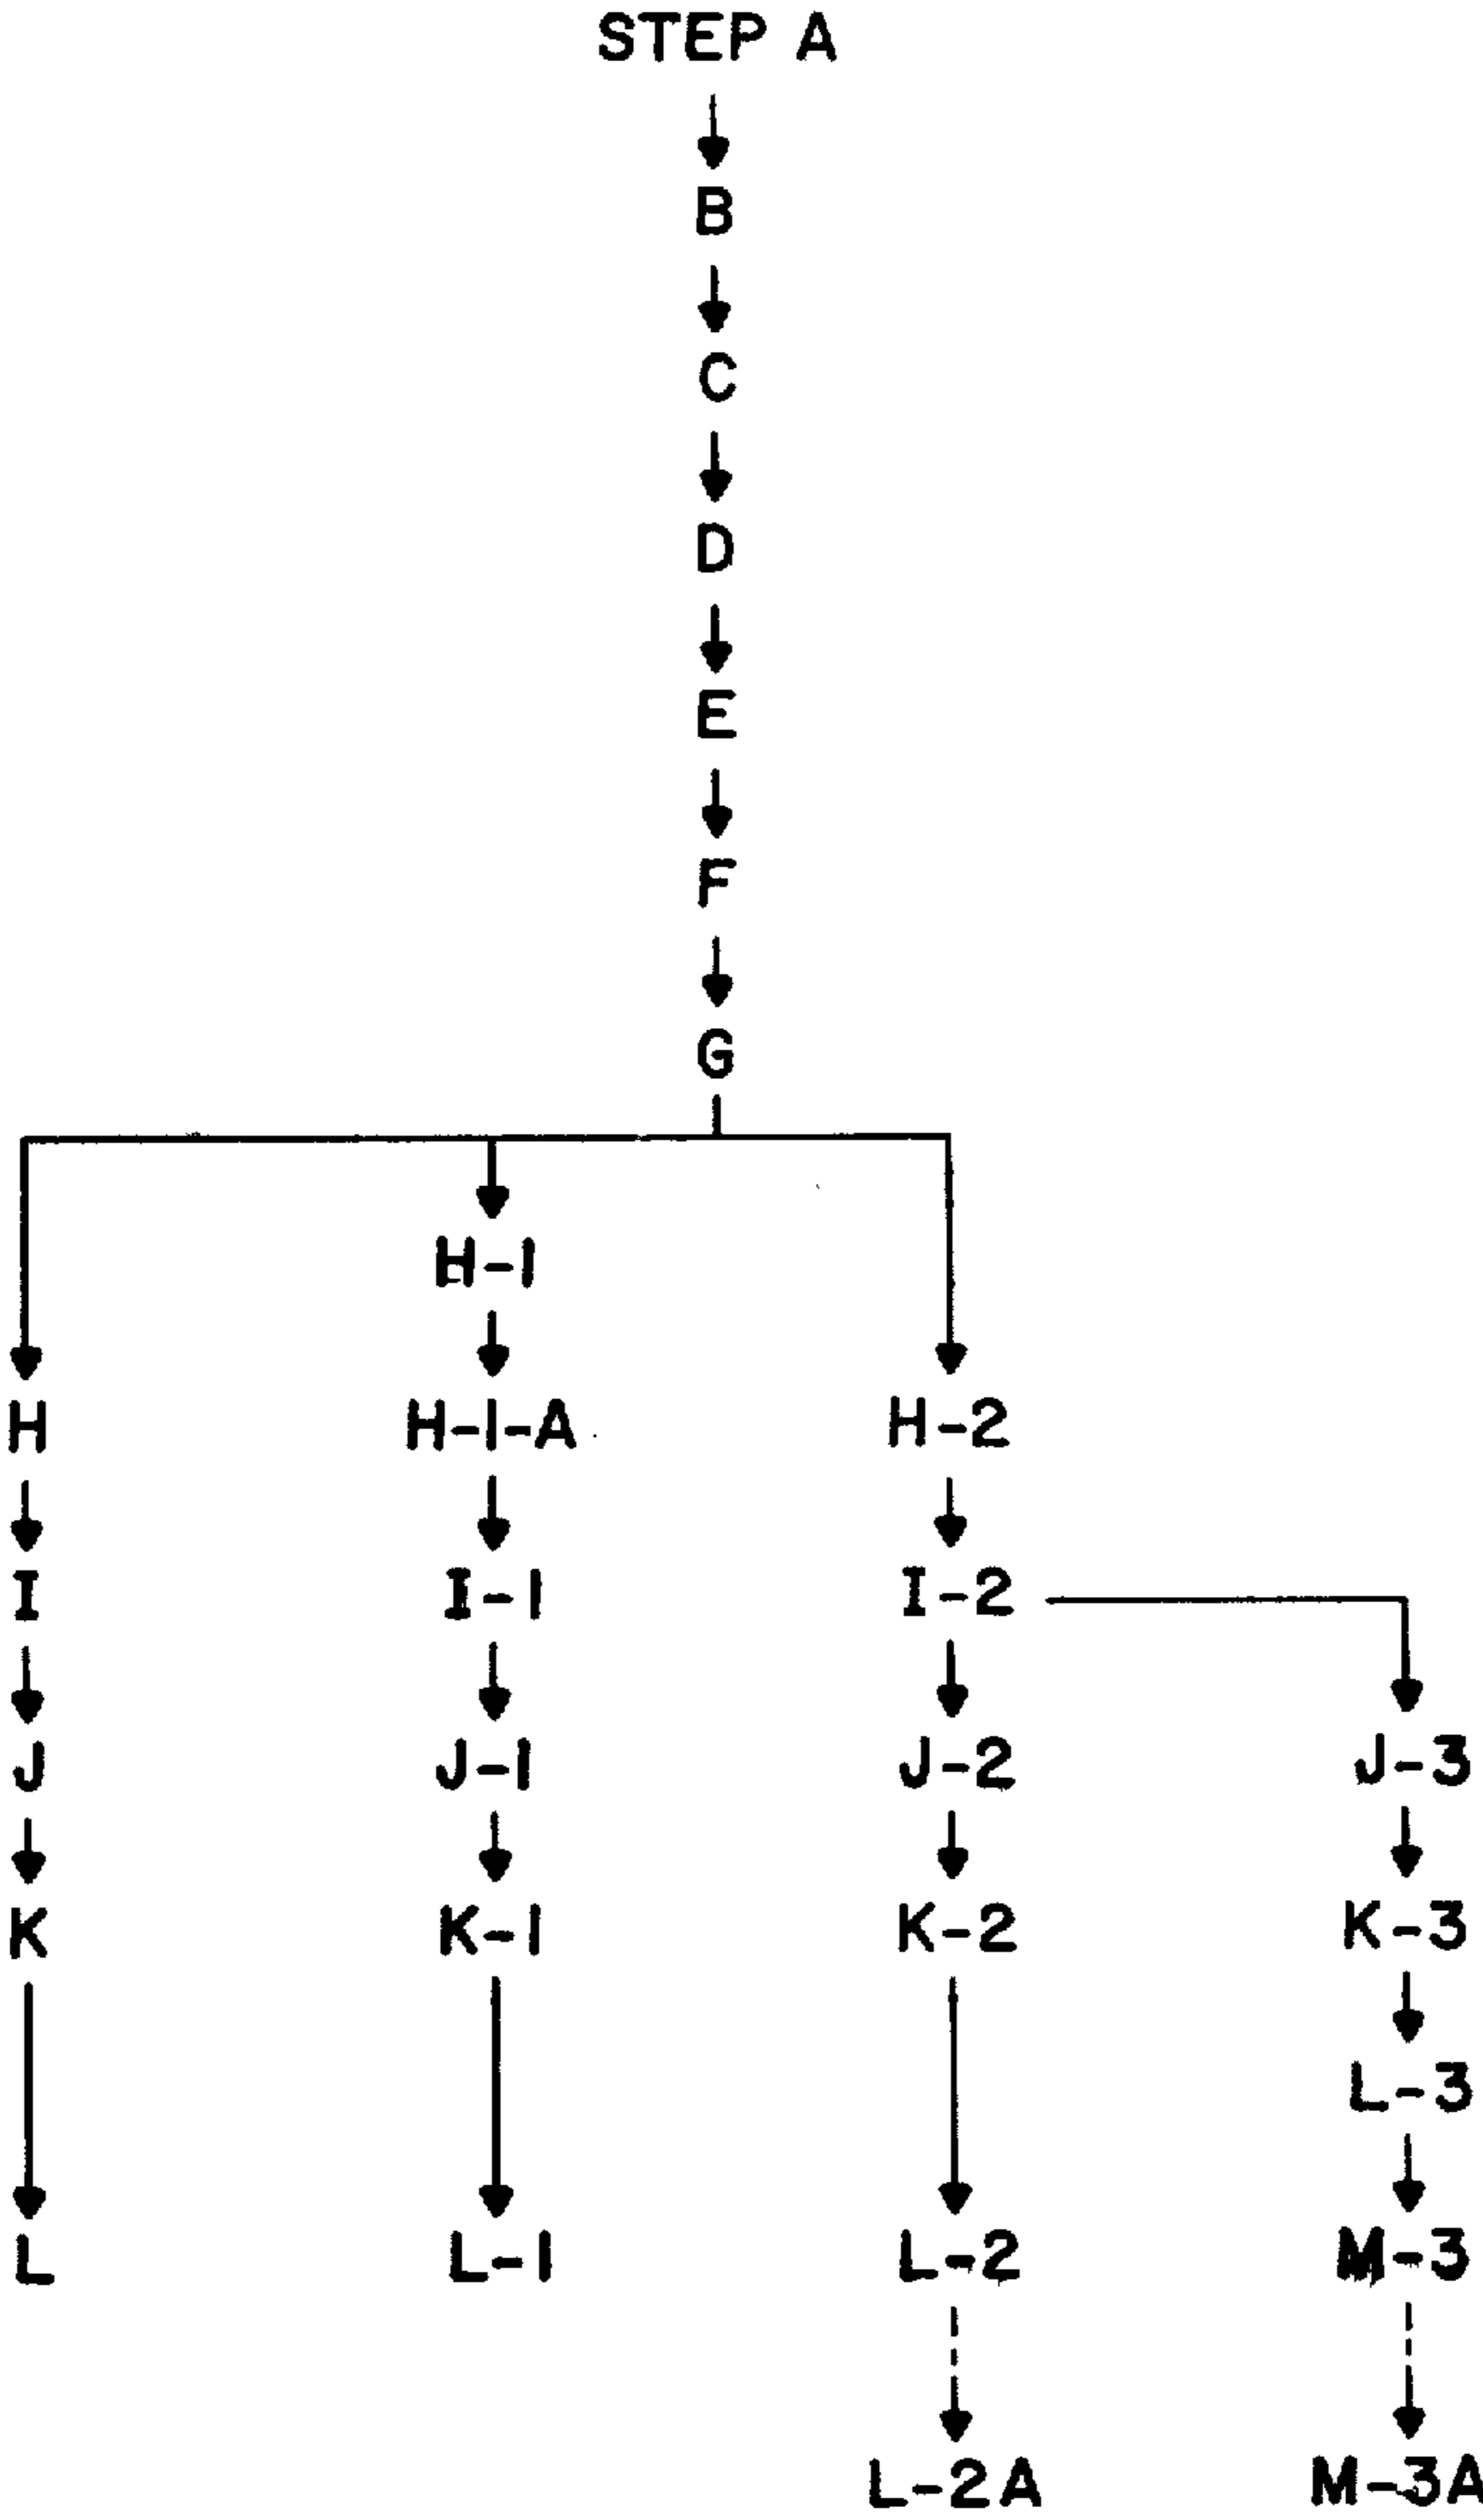 STEP A
B
C
D
E
F
G
H-1
H H-1-A H-2
I I-1 I-2
J J-1 J-2 J-3
K K-1 K-2 K-3
L-3
L L-1 L-2 M-3
L-2A M-3A